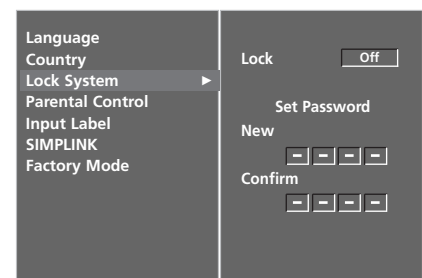 Language
Country
Lock System ►
Parental Control
Input Label
SIMPLINK
Factory Mode
Lock Off
Set Password
New
– – – –
Confirm
– – – –